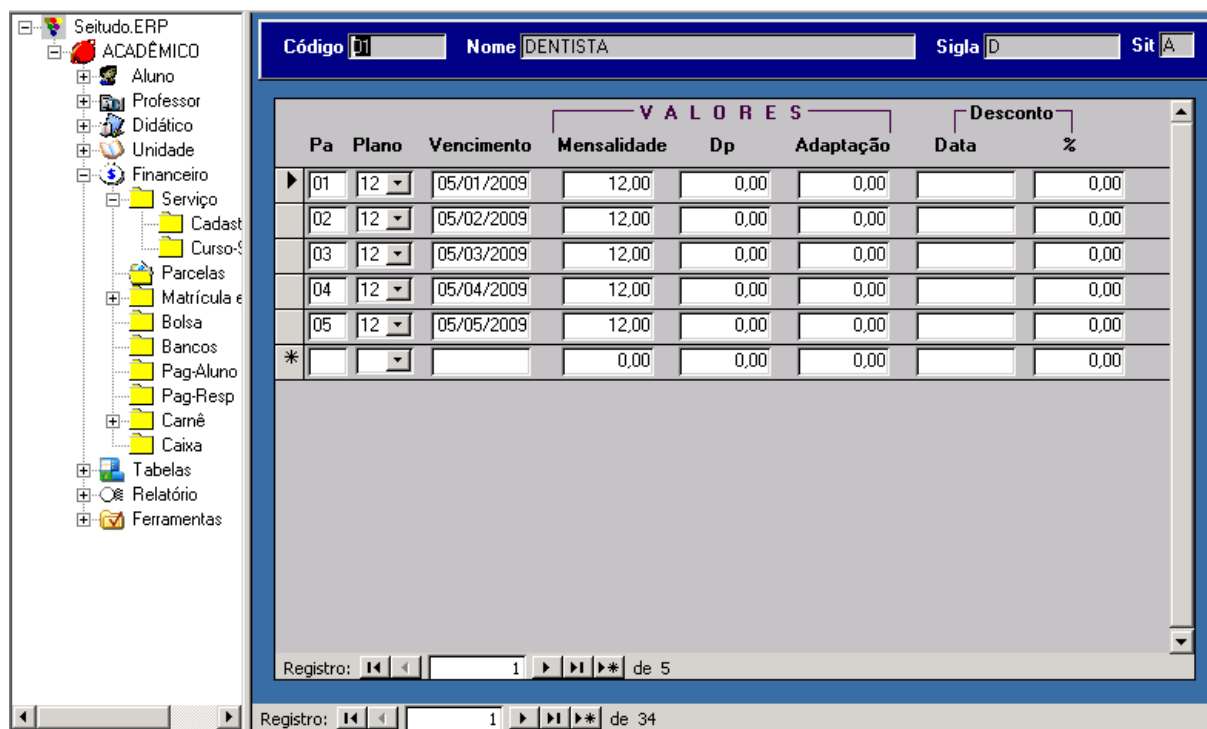 Seitudo.ERP
ACADÊMICO
Aluno
Professor
Didático
Unidade
Financeiro
Serviço
Cadast
Curso-S
Parcelas
Matrícula e
Bolsa
Bancos
Pag-Aluno
Pag-Resp
Carnê
Caixa
Tabelas
Relatório
Ferramentas
Código 01 Nome DENTISTA Sigla D Sit A
VALORES Desconto
Pa Plano Vencimento Mensalidade Dp Adaptação Data %
01 12 05/01/2009 12,00 0,00 0,00 0,00
02 12 05/02/2009 12,00 0,00 0,00 0,00
03 12 05/03/2009 12,00 0,00 0,00 0,00
04 12 05/04/2009 12,00 0,00 0,00 0,00
05 12 05/05/2009 12,00 0,00 0,00 0,00
0,00 0,00 0,00 0,00
Registro: 1 de 5
Registro: 1 de 34